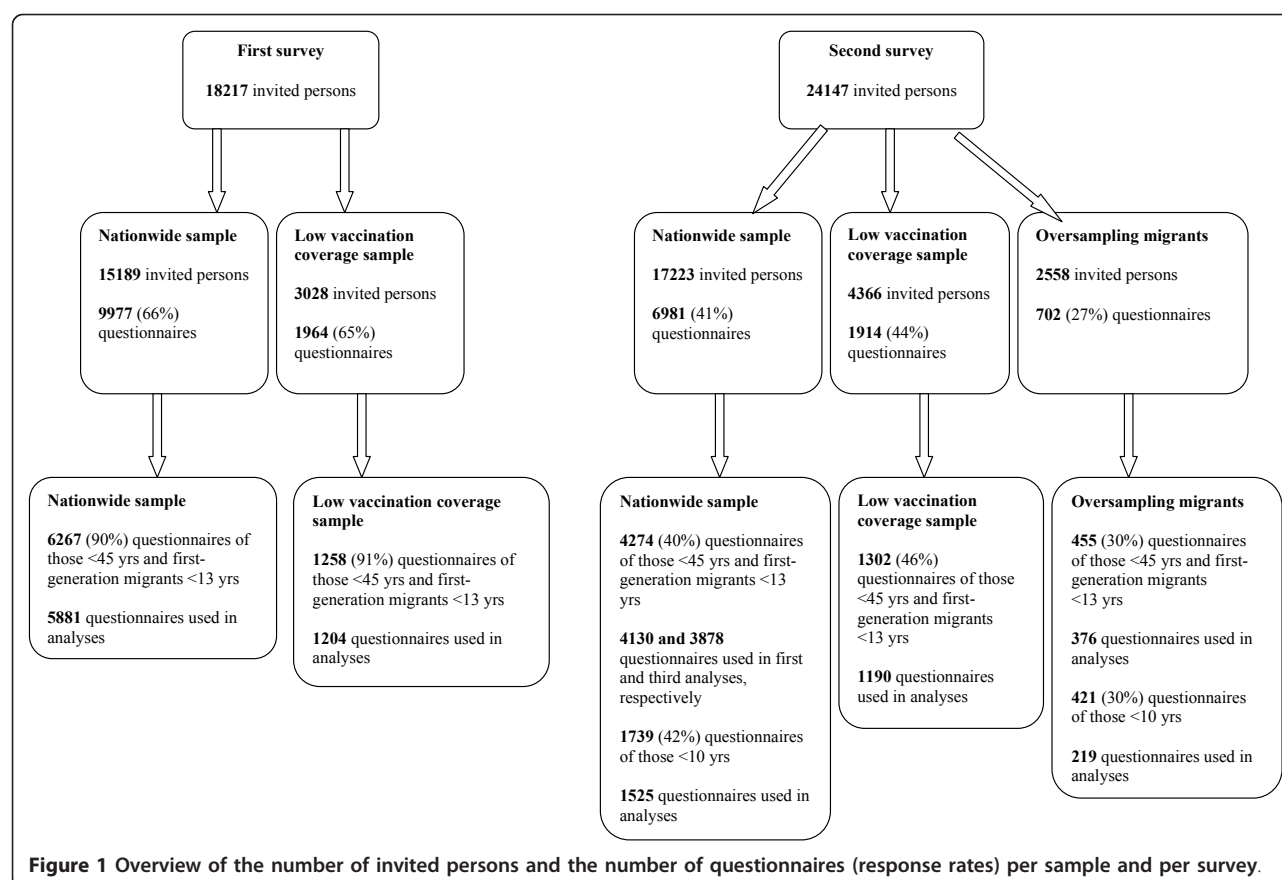 First survey
18217 invited persons
Second survey
24147 invited persons
Nationwide sample
15189 invited persons
9977 (66%)
questionnaires
Low vaccination
coverage sample
3028 invited persons
1964 (65%)
questionnaires
Nationwide sample
17223 invited persons
6981 (41%)
questionnaires
Low vaccination
coverage sample
4366 invited persons
1914 (44%)
questionnaires
Oversampling migrants
2558 invited persons
702 (27%) questionnaires
Nationwide sample
6267 (90%) questionnaires of
those <45 yrs and first-
generation migrants <13 yrs
5881 questionnaires used in
analyses
Low vaccination coverage
sample
1258 (91%) questionnaires of
those <45 yrs and first-
generation migrants <13 yrs
1204 questionnaires used in
analyses
Nationwide sample
4274 (40%) questionnaires
of those <45 yrs and first-
generation migrants <13
yrs
4130 and 3878
questionnaires used in first
and third analyses,
respectively
1739 (42%) questionnaires
of those <10 yrs
1525 questionnaires used in
analyses
Low vaccination
coverage sample
1302 (46%)
questionnaires of those
<45 yrs and first-
generation migrants
<13 yrs
1190 questionnaires
used in analyses
Oversampling migrants
455 (30%) questionnaires
of those <45 yrs and first-
generation migrants
<13 yrs
376 questionnaires used in
analyses
421 (30%) questionnaires
of those <10 yrs
219 questionnaires used in
analyses
Figure 1 Overview of the number of invited persons and the number of questionnaires (response rates) per sample and per survey.